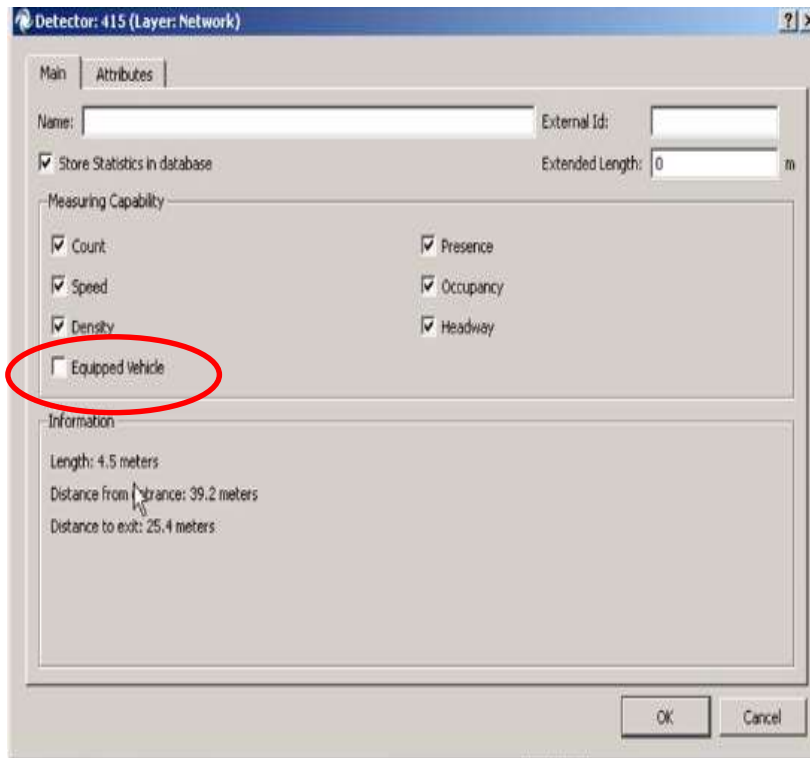 Detector: 415 (Layer: Network)
Main Attributes
Name: External Id:
Store Statistics in database Extended Length: 0 m
Measuring Capability
Count Presence
Speed Occupancy
Density Headway
Equipped Vehicle
Information
Length: 4.5 meters
Distance from entrance: 39.2 meters
Distance to exit: 25.4 meters
OK Cancel